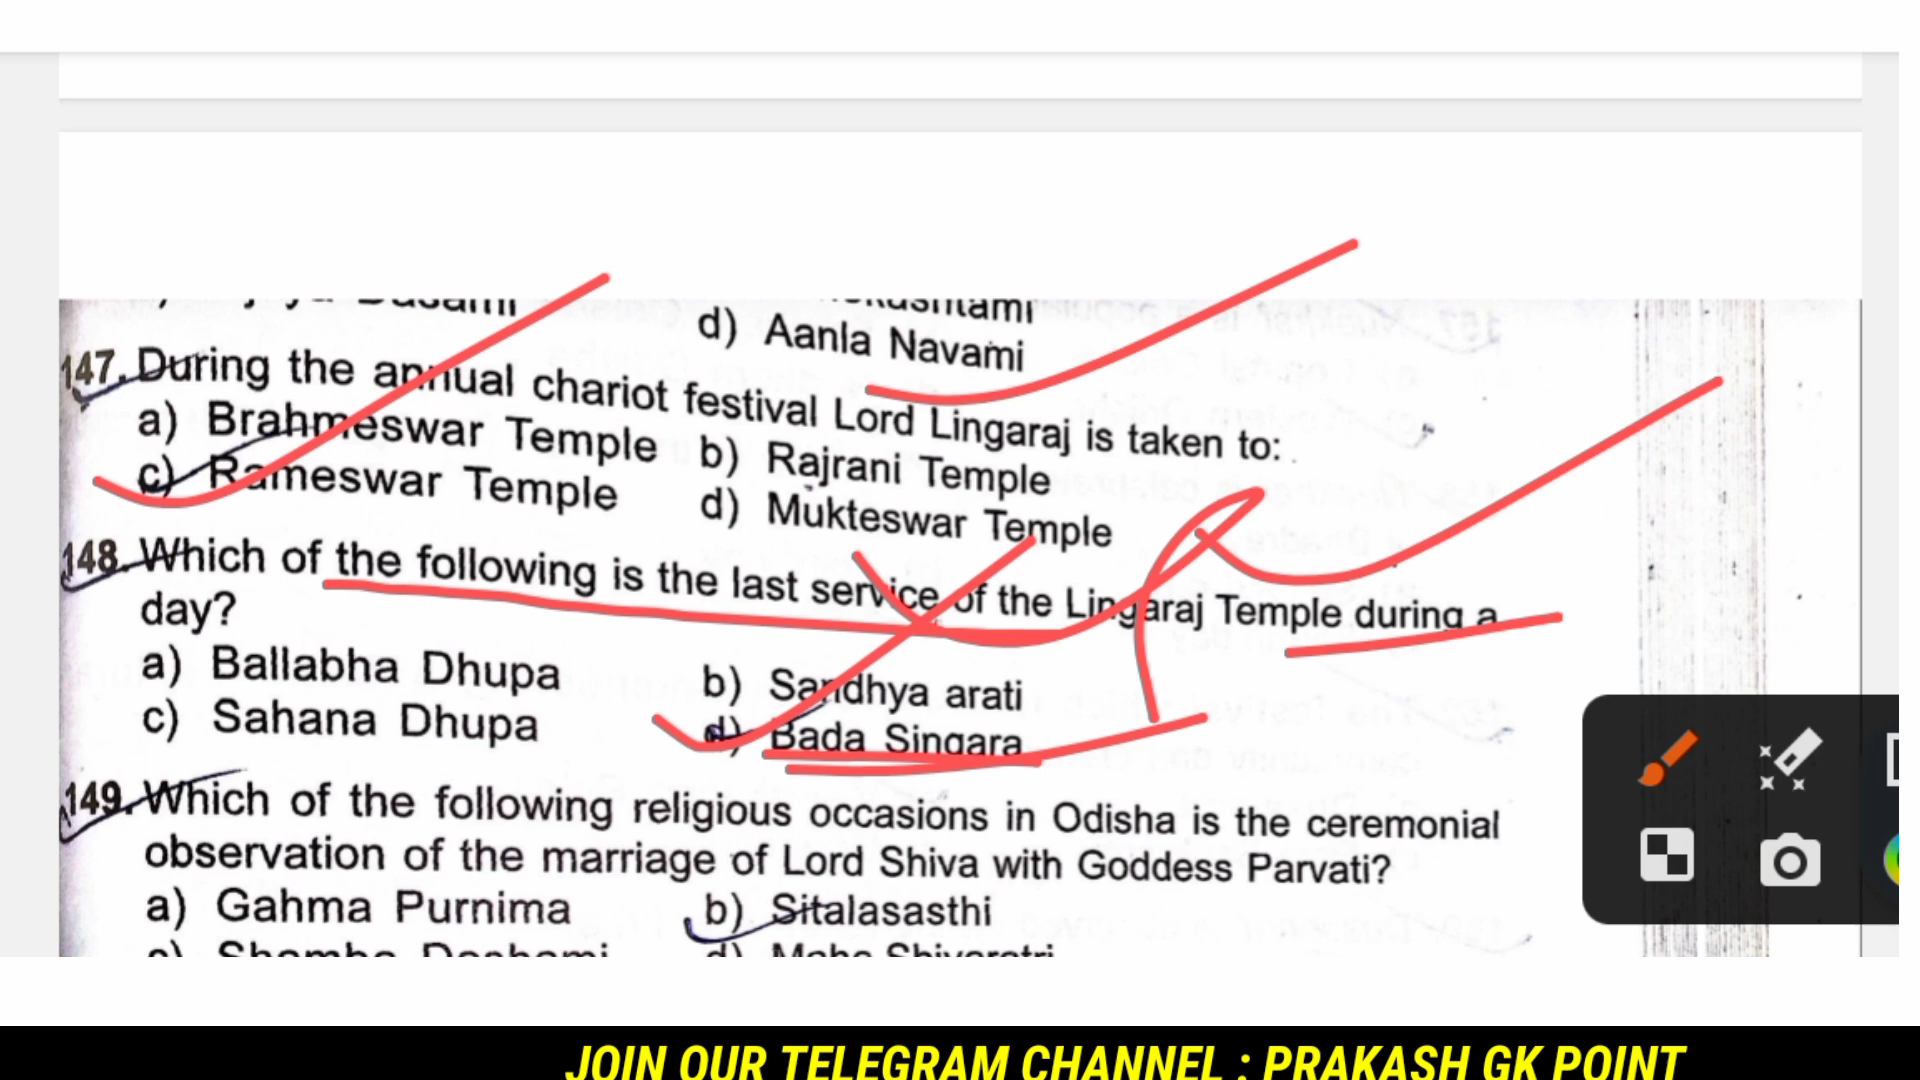 d) Aanla Navami
147. During the annual chariot festival Lord Lingaraj is taken to:
a) Brahmeswar Temple b) Rajrani Temple
c) Rameswar Temple d) Mukteswar Temple
148. Which of the following is the last service of the Lingaraj Temple during a
day?
a) Ballabha Dhupa b) Sandhya arati
c) Sahana Dhupa d) Bada Singara
149. Which of the following religious occasions in Odisha is the ceremonial
observation of the marriage of Lord Shiva with Goddess Parvati?
a) Gahma Purnima b) Sitalasasthi
JOIN OUR TELEGRAM CHANNEL : PRAKASH GK POINT